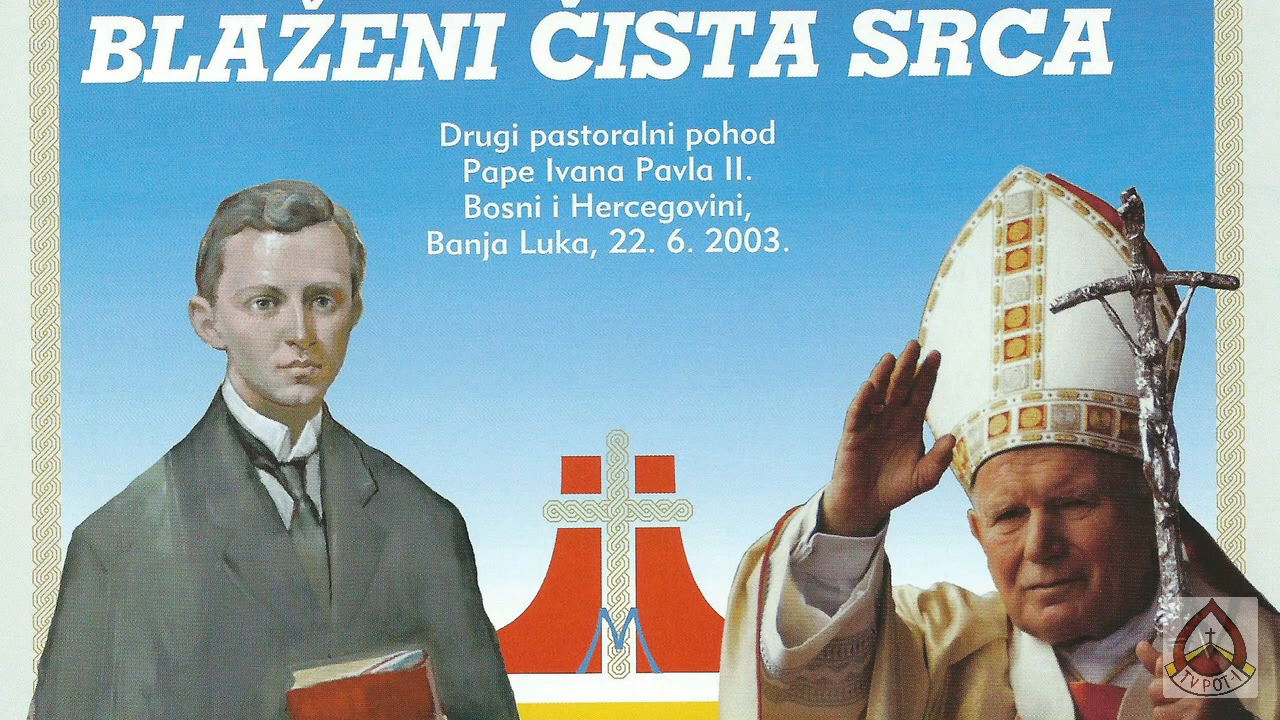 BLAŽENI ČISTA SRCA
Drugi pastoralni pohod
Pape Ivana Pavla II.
Bosni i Hercegovini,
Banja Luka, 22. 6. 2003.
M
TV POT-1